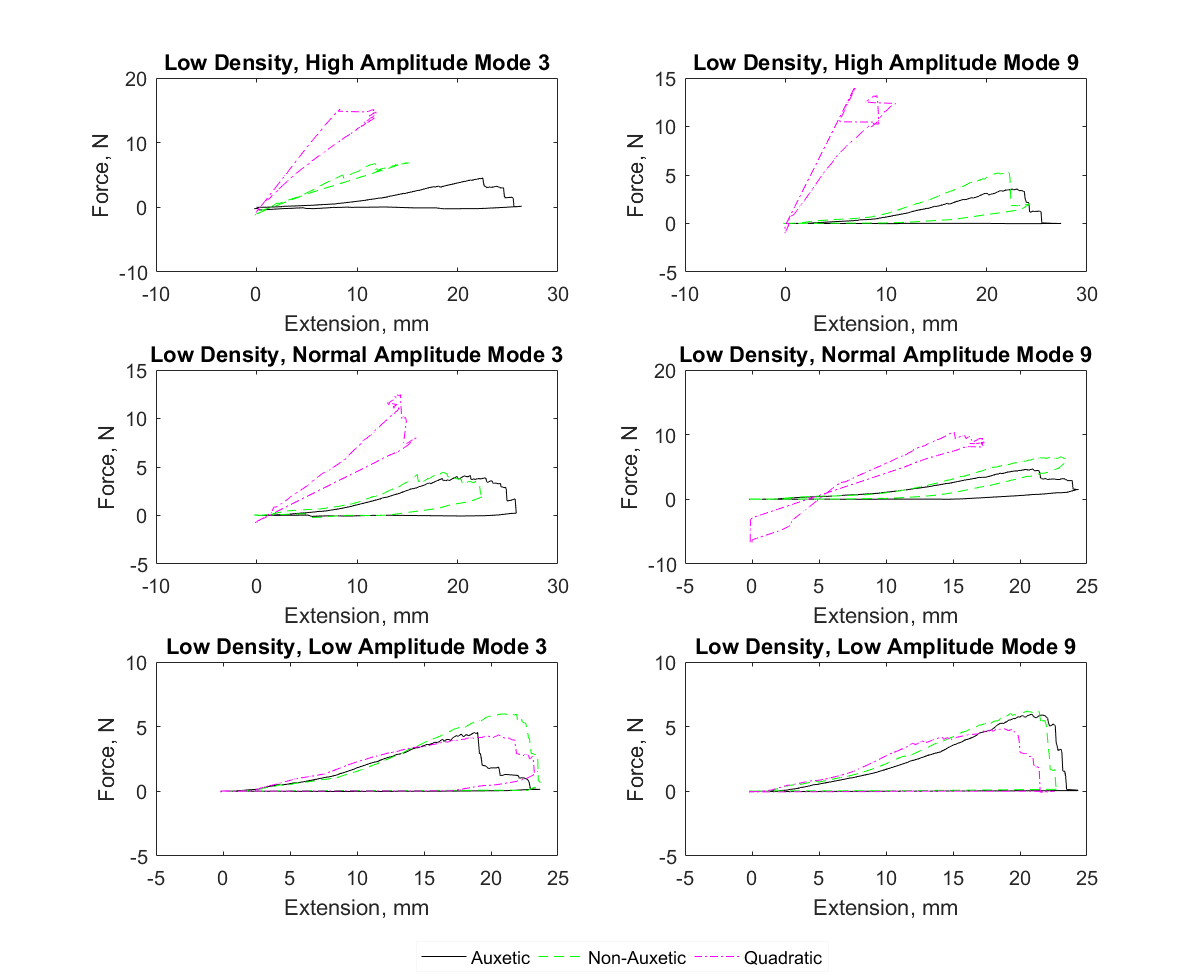 Low Density, High Amplitude Mode 3
20
10
0
-10
Force, N
-10 0 10 20 30
Extension, mm
Low Density, High Amplitude Mode 9
15
10
5
0
-5
Force, N
-10 0 10 20 30
Extension, mm
Low Density, Normal Amplitude Mode 3
15
10
5
0
-5
Force, N
-10 0 10 20 30
Extension, mm
Low Density, Normal Amplitude Mode 9
20
10
0
-10
Force, N
-5 0 5 10 15 20 25
Extension, mm
Low Density, Low Amplitude Mode 3
10
5
0
-5
Force, N
-5 0 5 10 15 20 25
Extension, mm
Low Density, Low Amplitude Mode 9
10
5
0
-5
Force, N
-5 0 5 10 15 20 25
Extension, mm
Auxetic Non-Auxetic Quadratic